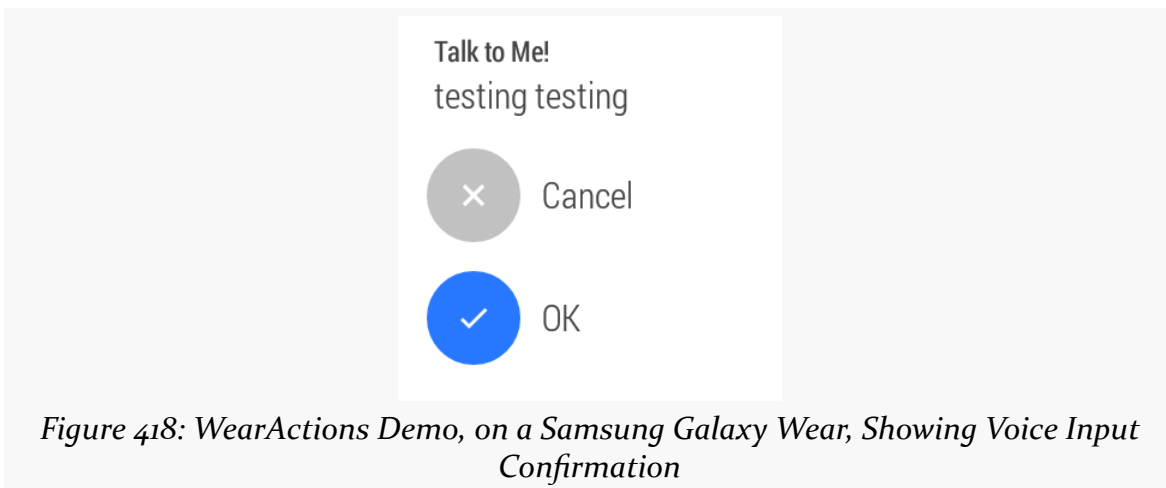 Talk to Me!
testing testing
Cancel
OK
Figure 418: WearActions Demo, on a Samsung Galaxy Wear, Showing Voice Input
Confirmation